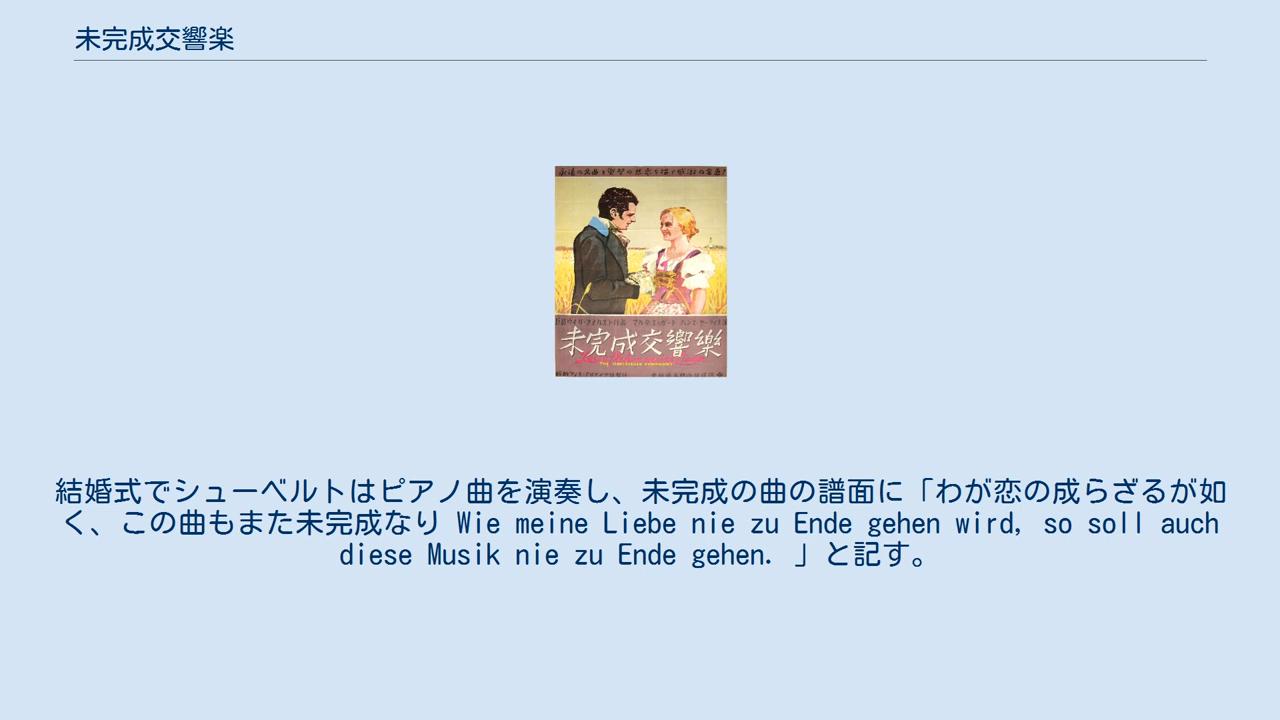 未完成交響楽
未完成交響樂
結婚式でシューベルトはピアノ曲を演奏し、未完成の曲の譜面に「わが恋の成らざるが如
く、この曲もまた未完成なり Wie meine Liebe nie zu Ende gehen wird, so soll auch
diese Musik nie zu Ende gehen. 」と記す。